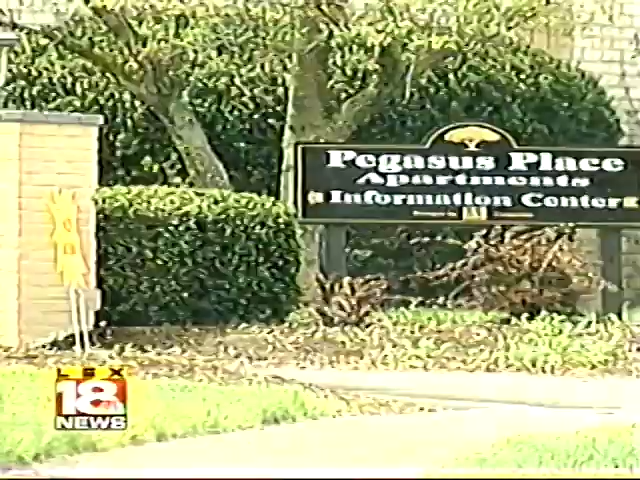 Pegasus Place
Apartments
Information Center
LEX
18
NEWS